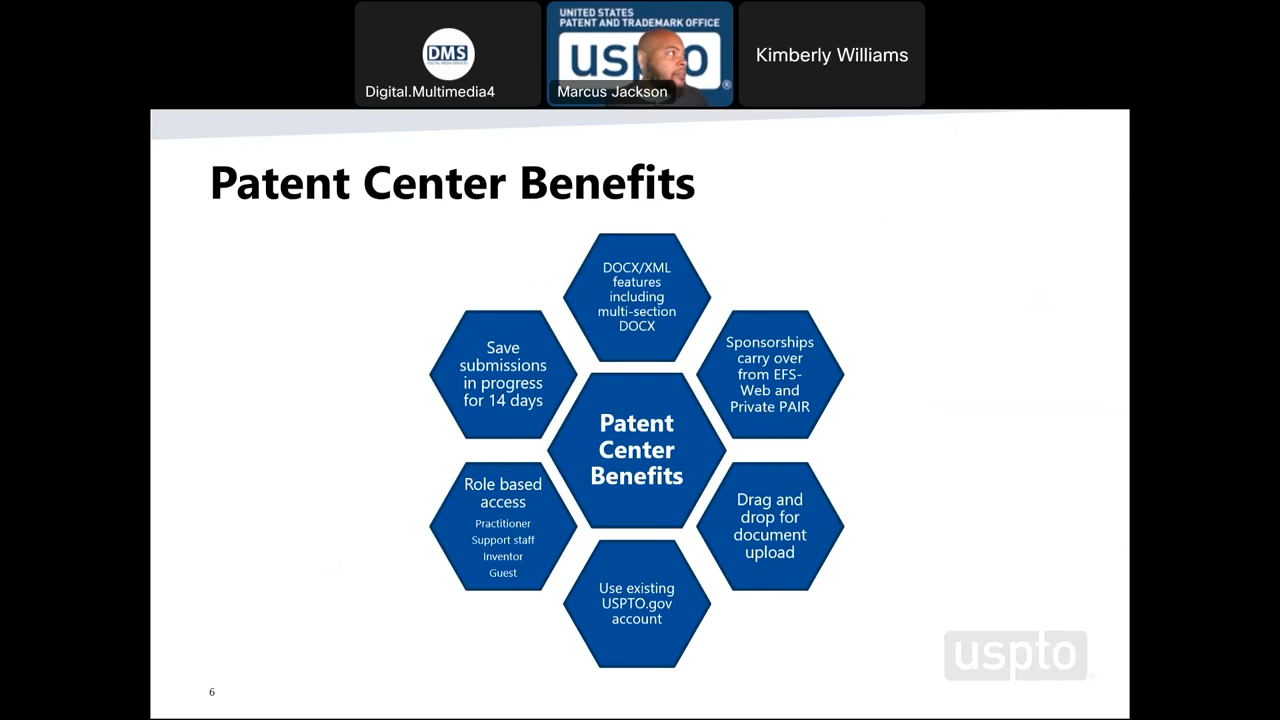 DMS
Digital.Multimedia4
UNITED STATES
PATENT AND TRADEMARK OFFICE
uspto
®
Marcus Jackson
Kimberly Williams
Patent Center Benefits
DOCX/XML
features
including
multi-section
DOCX
Sponsorships
carry over
from EFS-
Web and
Private PAIR
Drag and
drop for
document
upload
Use existing
USPTO.gov
account
Role based
access
Practitioner
Support staff
Inventor
Guest
Save
submissions
in progress
for 14 days
Patent
Center
Benefits
uspto
®
6